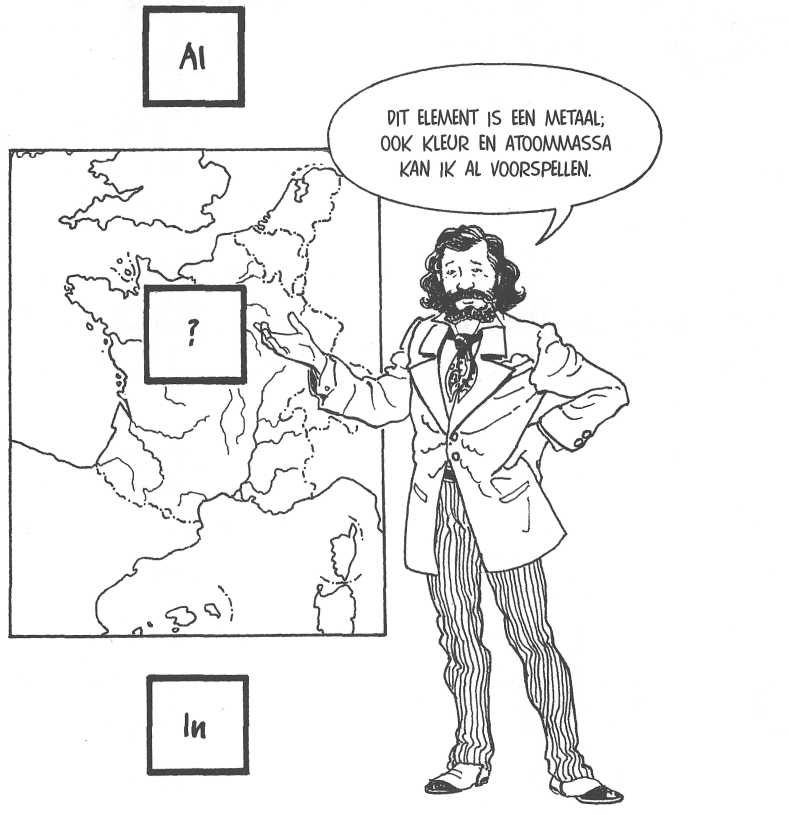 Al
DIT ELEMENT IS EEN METAAL;
OOK KLEUR EN ATOOMMASSA
KAN IK AL VOORSPELLEN.
?
In